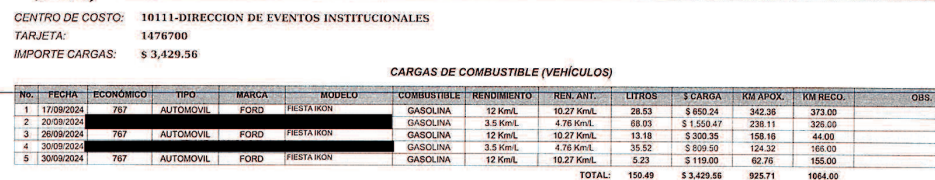 CENTRO DE COSTO: 10111-DIRECCION DE EVENTOS INSTITUCIONALES
TARJETA: 1476700
IMPORTE CARGAS: $ 3,429.56
CARGAS DE COMBUSTIBLE (VEHÍCULOS)
No. FECHA ECONÓMICO TIPO MARCA MODELO COMBUSTIBLE RENDIMIENTO REN. ANT. LITROS $ CARGA KM APOX. KM RECO. OBS.
1 17/09/2024 767 AUTOMOVIL FORD FIESTA IKON GASOLINA 12 Km/L 10.27 Km/L 28.53 $ 650.24 342.36 373.00
2 20/09/2024 GASOLINA 3.5 Km/L 4.76 Km/L 68.03 $ 1,550.47 238.11 326.00
3 26/09/2024 767 AUTOMOVIL FORD FIESTA IKON GASOLINA 12 Km/L 10.27 Km/L 13.18 $ 300.35 158.16 44.00
4 30/09/2024 GASOLINA 3.5 Km/L 4.76 Km/L 35.52 $ 809.50 124.32 166.00
5 30/09/2024 767 AUTOMOVIL FORD FIESTA IKON GASOLINA 12 Km/L 10.27 Km/L 5.23 $ 119.00 62.76 155.00
TOTAL: 150.49 $ 3,429.56 925.71 1064.00